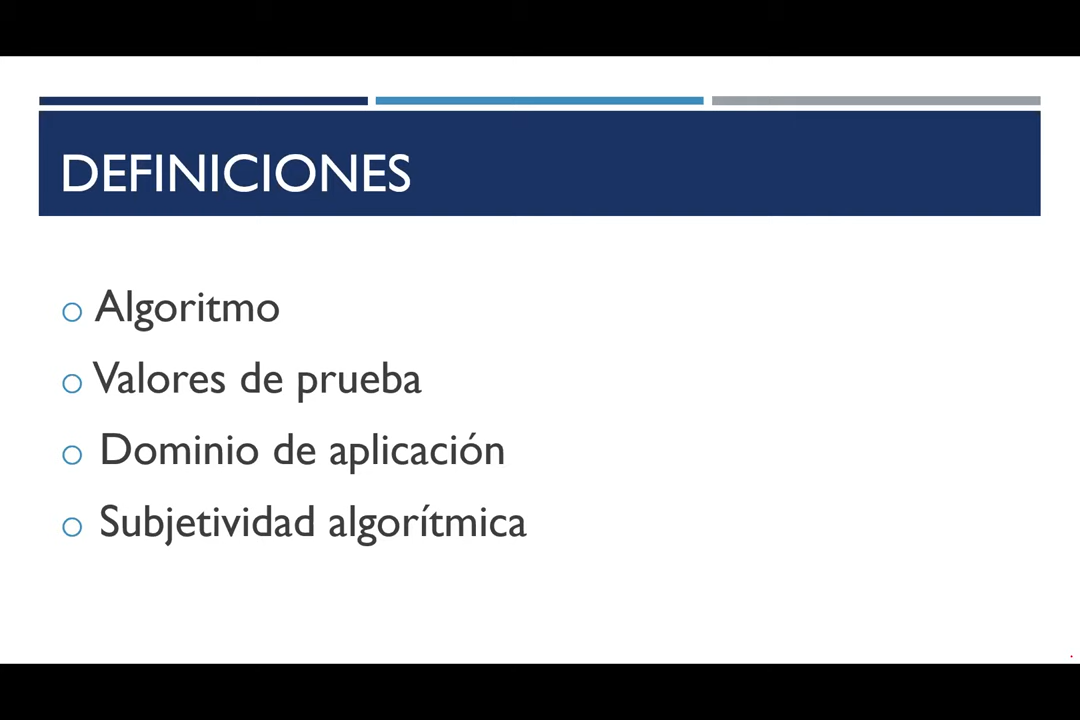 DEFINICIONES
Algoritmo
Valores de prueba
Dominio de aplicación
Subjetividad algorítmica